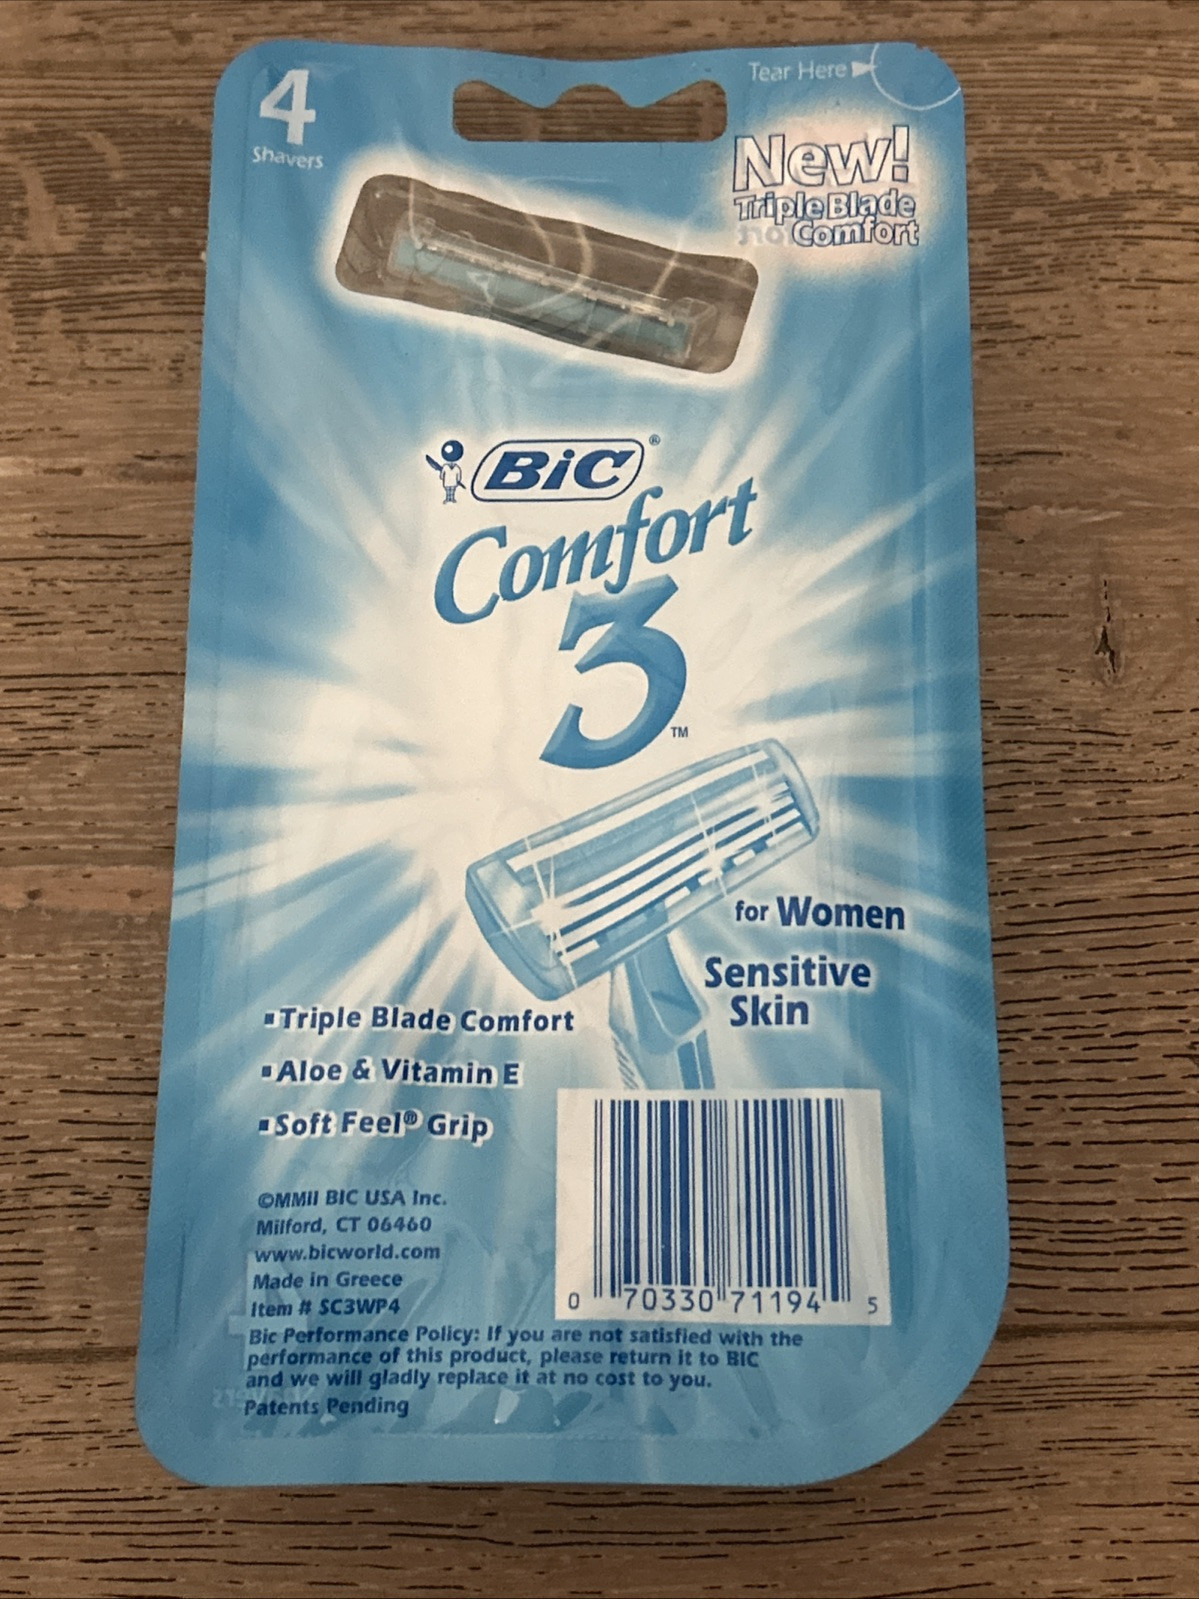 4
Shavers
Tear Here
New!
Triple Blade
Comfort
BiC®
Comfort
3™
for Women
Sensitive
Skin
▪Triple Blade Comfort
▪Aloe & Vitamin E
▪Soft Feel® Grip
©MMII BIC USA Inc.
Milford, CT 06460
www.bicworld.com
Made in Greece
Item # SC3WP4
0 70330 71194 5
Bic Performance Policy: If you are not satisfied with the
performance of this product, please return it to BIC
and we will gladly replace it at no cost to you.
Patents Pending